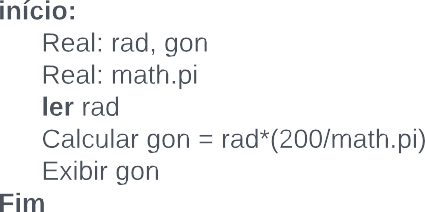 início:
Real: rad, gon
Real: math.pi
ler rad
Calcular gon = rad*(200/math.pi)
Exibir gon
Fim